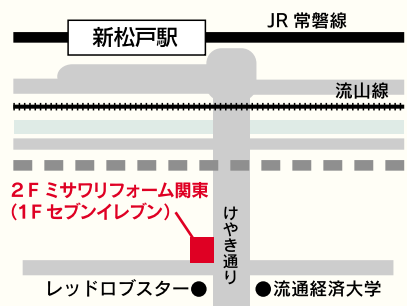 JR 常磐線
新松戸駅
流山線
2F ミサワリフォーム関東
(1F セブンイレブン)
けやき通り
レッドロブスター●
●流通経済大学